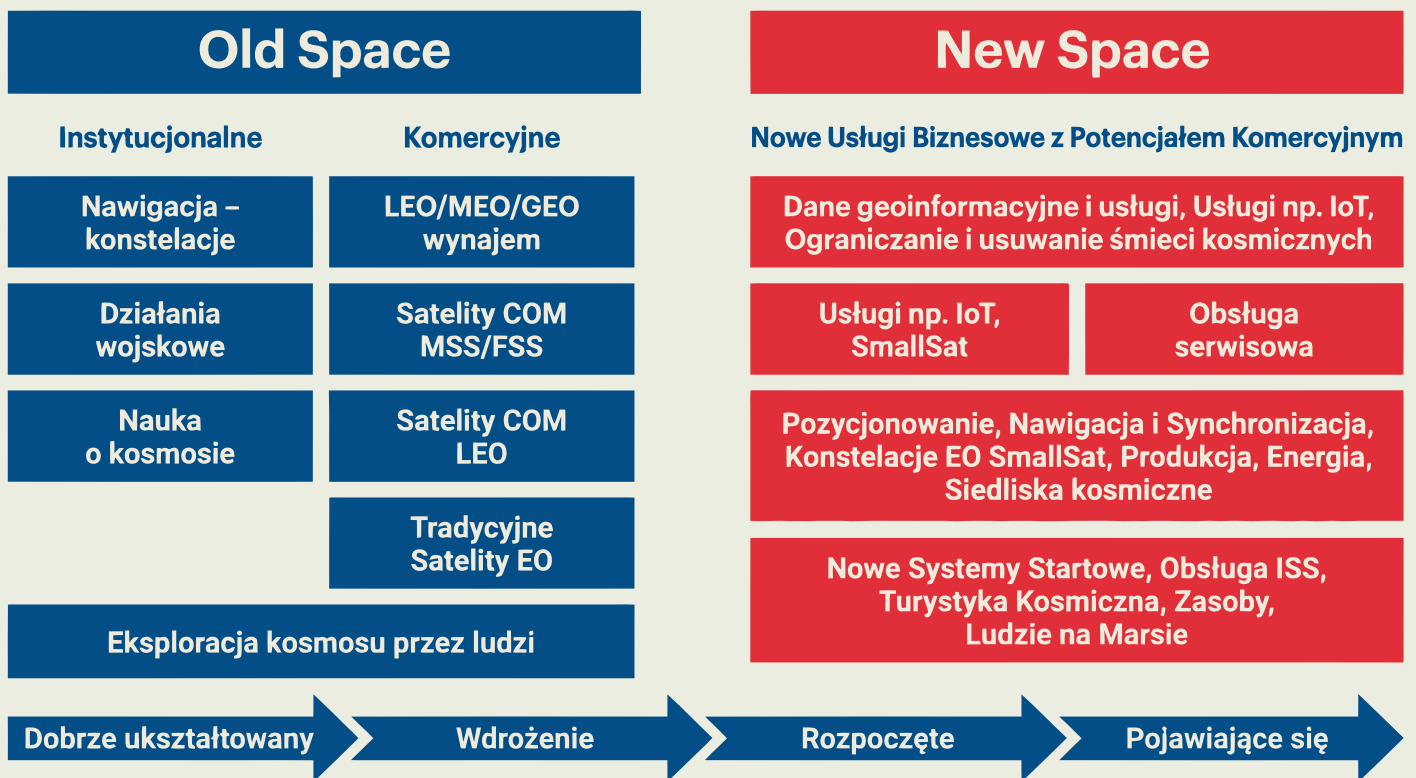 Old Space
New Space
Instytucjonalne
Komercyjne
Nowe Usługi Biznesowe z Potencjałem Komercyjnym
Nawigacja –
konstelacje
LEO/MEO/GEO
wynajem
Dane geoinformacyjne i usługi, Usługi np. IoT,
Ograniczanie i usuwanie śmieci kosmicznych
Działania
wojskowe
Satelity COM
MSS/FSS
Usługi np. IoT,
SmallSat
Obsługa
serwisowa
Nauka
o kosmosie
Satelity COM
LEO
Pozycjonowanie, Nawigacja i Synchronizacja,
Konstelacje EO SmallSat, Produkcja, Energia,
Siedliska kosmiczne
Tradycyjne
Satelity EO
Nowe Systemy Startowe, Obsługa ISS,
Turystyka Kosmiczna, Zasoby,
Ludzie na Marsie
Eksploracja kosmosu przez ludzi
Dobrze ukształtowany
Wdrożenie
Rozpoczęte
Pojawiające się